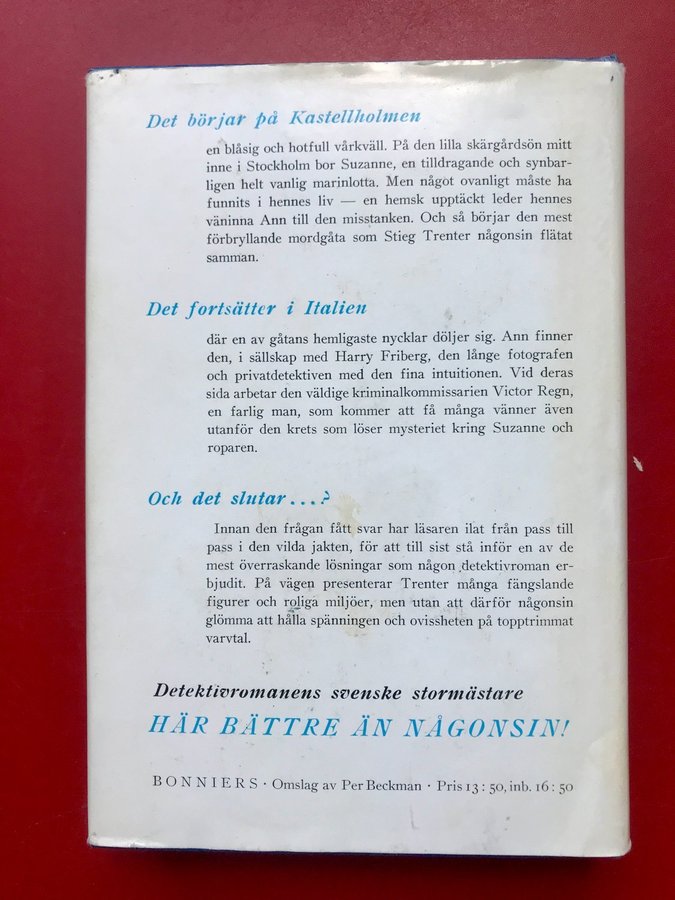 Det börjar på Kastellholmen
en blåsig och hotfull vårkväll. På den lilla skärgårdsön mitt
inne i Stockholm bor Suzanne, en tilldragande och synbar-
ligen helt vanlig marinlotta. Men något ovanligt måste ha
funnits i hennes liv — en hemsk upptäckt leder hennes
väninna Ann till den misstanken. Och så börjar den mest
förbryllande mordgåta som Stieg Trenter någonsin flätat
samman.
Det fortsätter i Italien
där en av gåtans hemligaste nycklar döljer sig. Ann finner
den, i sällskap med Harry Friberg, den långe fotografen
och privatdetektiven med den fina intuitionen. Vid deras
sida arbetar den väldige kriminalkommissarien Victor Regn,
en farlig man, som kommer att få många vänner även
utanför den krets som löser mysteriet kring Suzanne och
roparen.
Och det slutar...?
Innan den frågan fått svar har läsaren ilat från pass till
pass i den vilda jakten, för att till sist stå inför en av de
mest överraskande lösningar som någon detektivroman er-
bjudit. På vägen presenterar Trenter många fängslande
figurer och roliga miljöer, men utan att därför någonsin
glömma att hålla spänningen och ovissheten på topptrimmat
varvtal.
Detektivromanens svenske stormästare
HÄR BÄTTRE ÄN NÅGONSIN!
BONNIERS · Omslag av Per Beckman · Pris 13:50, inb. 16:50